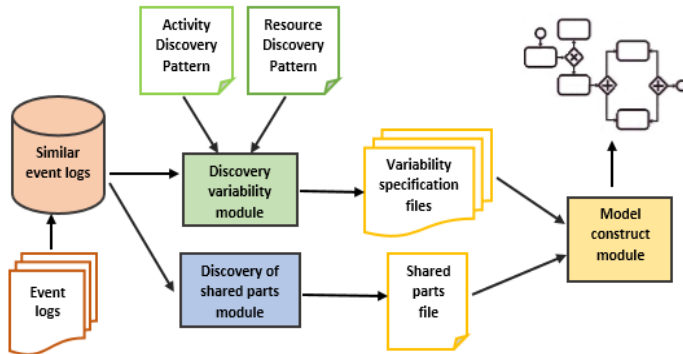 Activity
Discovery
Pattern
Resource
Discovery
Pattern
Similar
event logs
Discovery
variability
module
Variability
specification
files
Model
construct
module
Event
logs
Discovery of
shared parts
module
Shared
parts
file